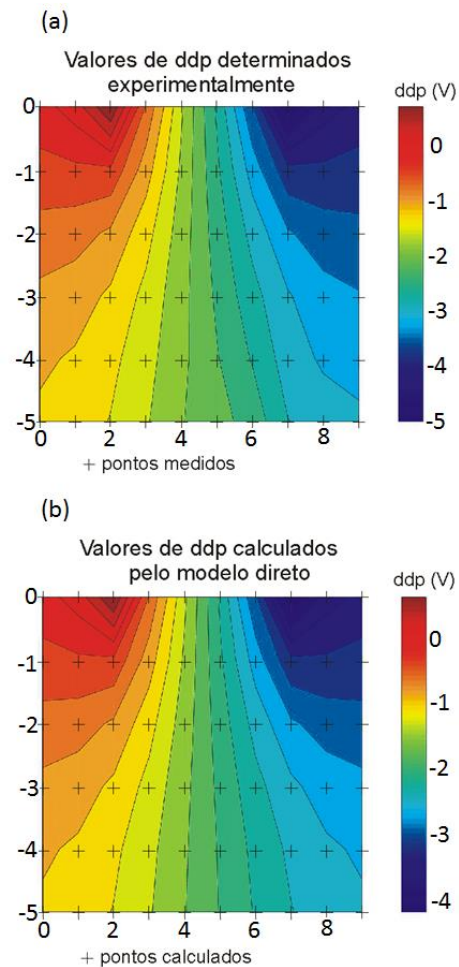 (a)
Valores de ddp determinados
experimentalmente
ddp (V)
0
-1
-2
-3
-4
-5
0 2 4 6 8
+ pontos medidos
0
-1
-2
-3
-4
-5
(b)
Valores de ddp calculados
pelo modelo direto
ddp (V)
0
-1
-2
-3
-4
-5
0 2 4 6 8
+ pontos calculados
0
-1
-2
-3
-4